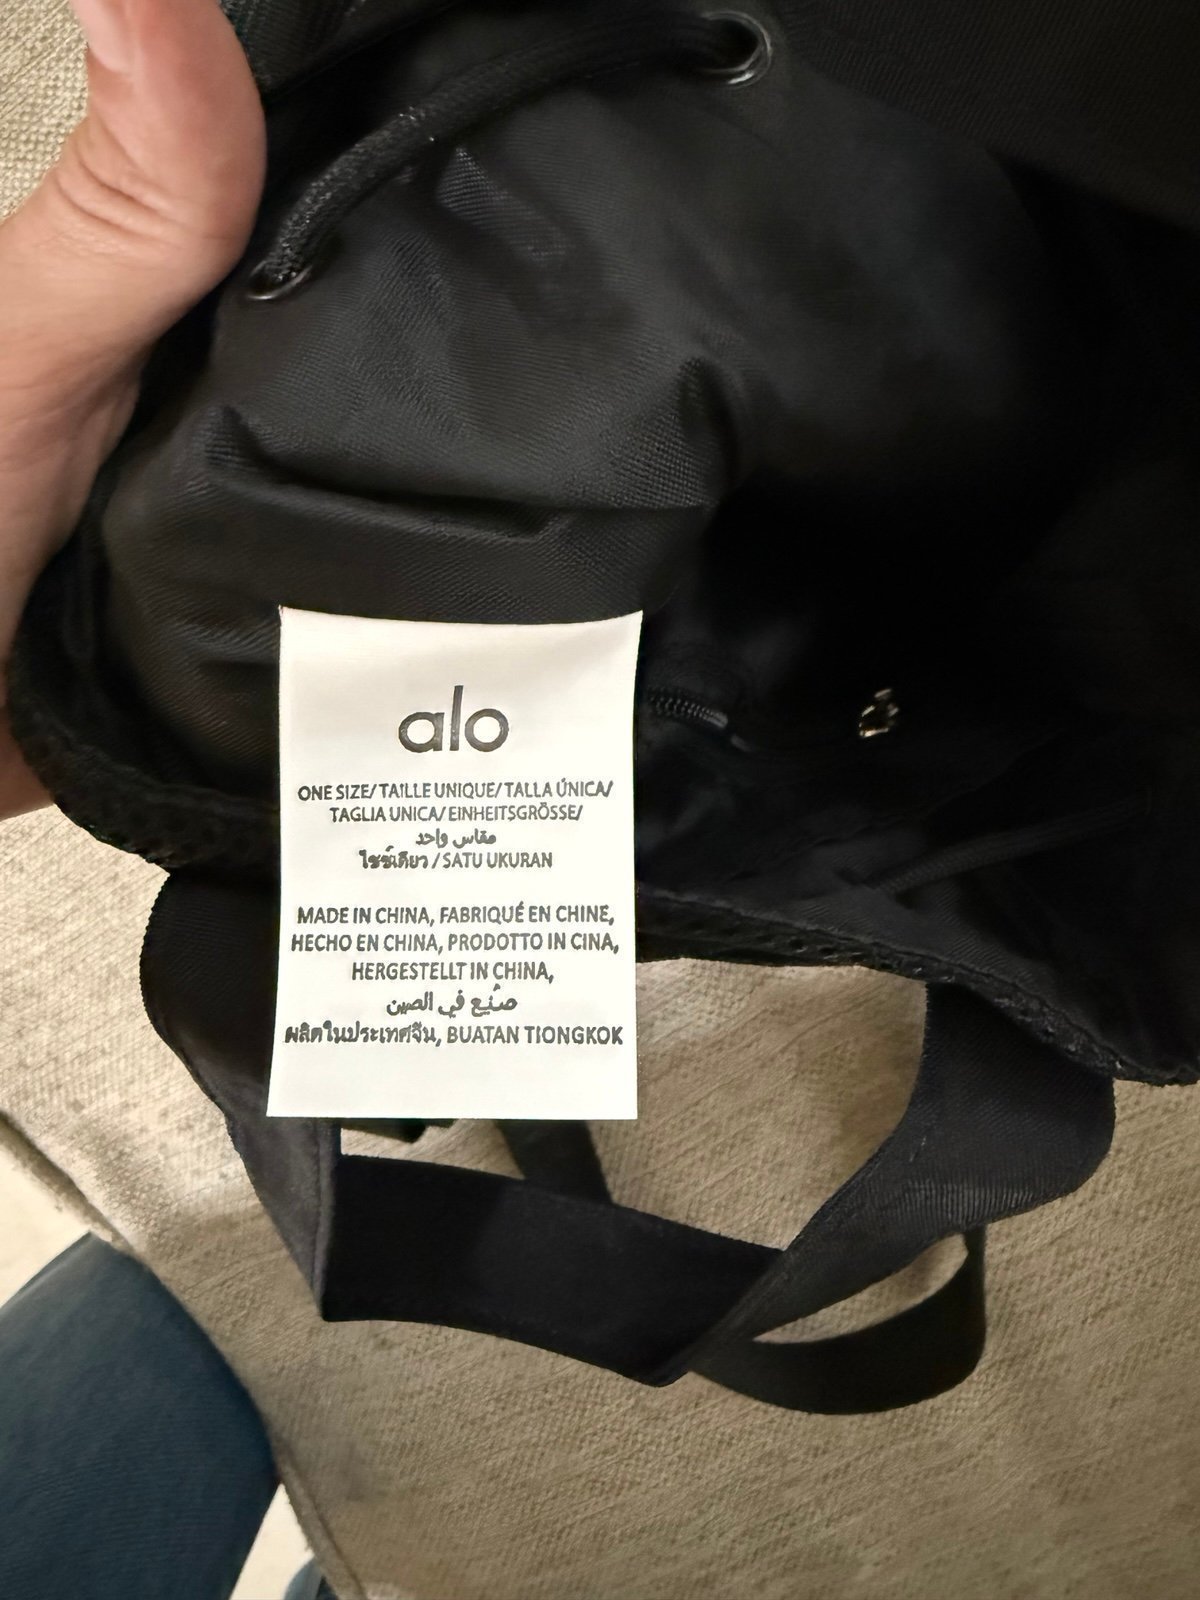 alo
ONE SIZE/ TAILLE UNIQUE/ TALLA ÚNICA/
TAGLIA UNICA/ EINHEITSGRÖSSE/
مقاس واحد
ไซซ์เดียว / SATU UKURAN
MADE IN CHINA, FABRIQUÉ EN CHINE,
HECHO EN CHINA, PRODOTTO IN CINA,
HERGESTELLT IN CHINA,
صُنِع في الصين
ผลิตในประเทศจีน, BUATAN TIONGKOK